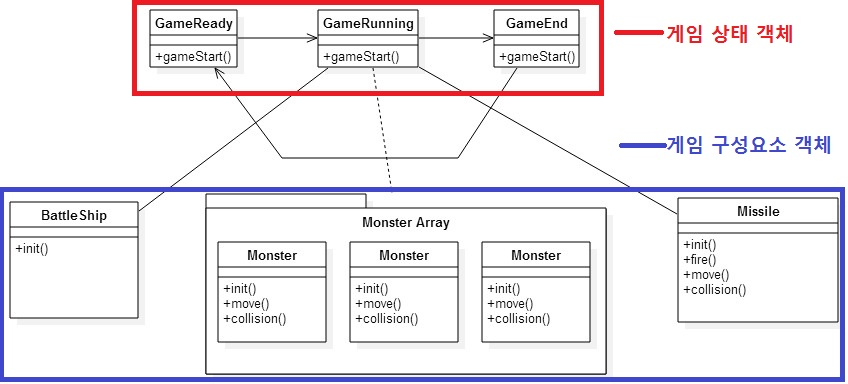 GameReady
+gameStart()
GameRunning
+gameStart()
GameEnd
+gameStart()
게임 상태 객체
게임 구성요소 객체
BattleShip
+init()
Monster Array
Monster
+init()
+move()
+collision()
Monster
+init()
+move()
+collision()
Monster
+init()
+move()
+collision()
Missile
+init()
+fire()
+move()
+collision()